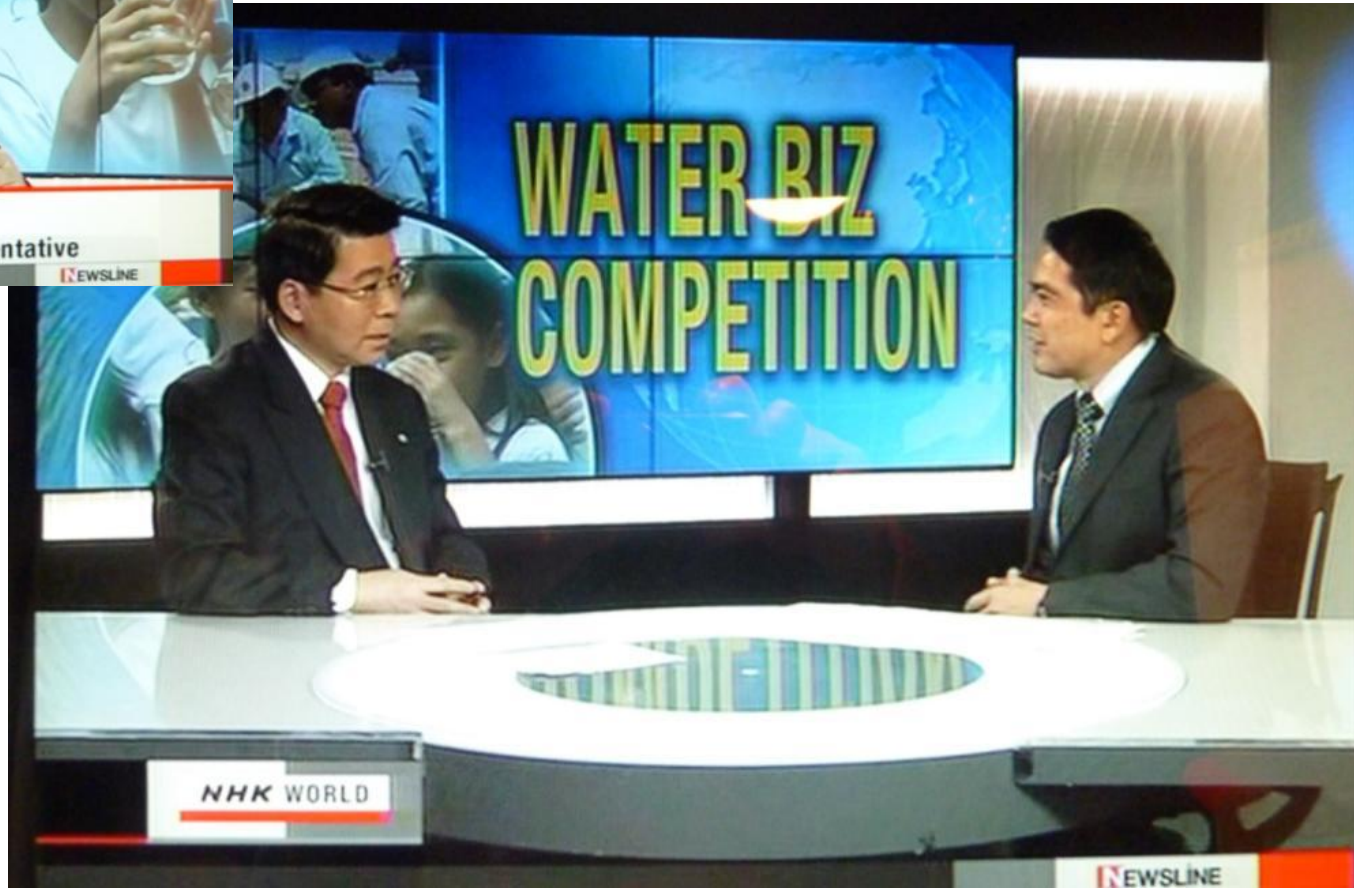 ntative
NEWSLINE
WATER BIZ
COMPETITION
NHK WORLD
NEWSLINE